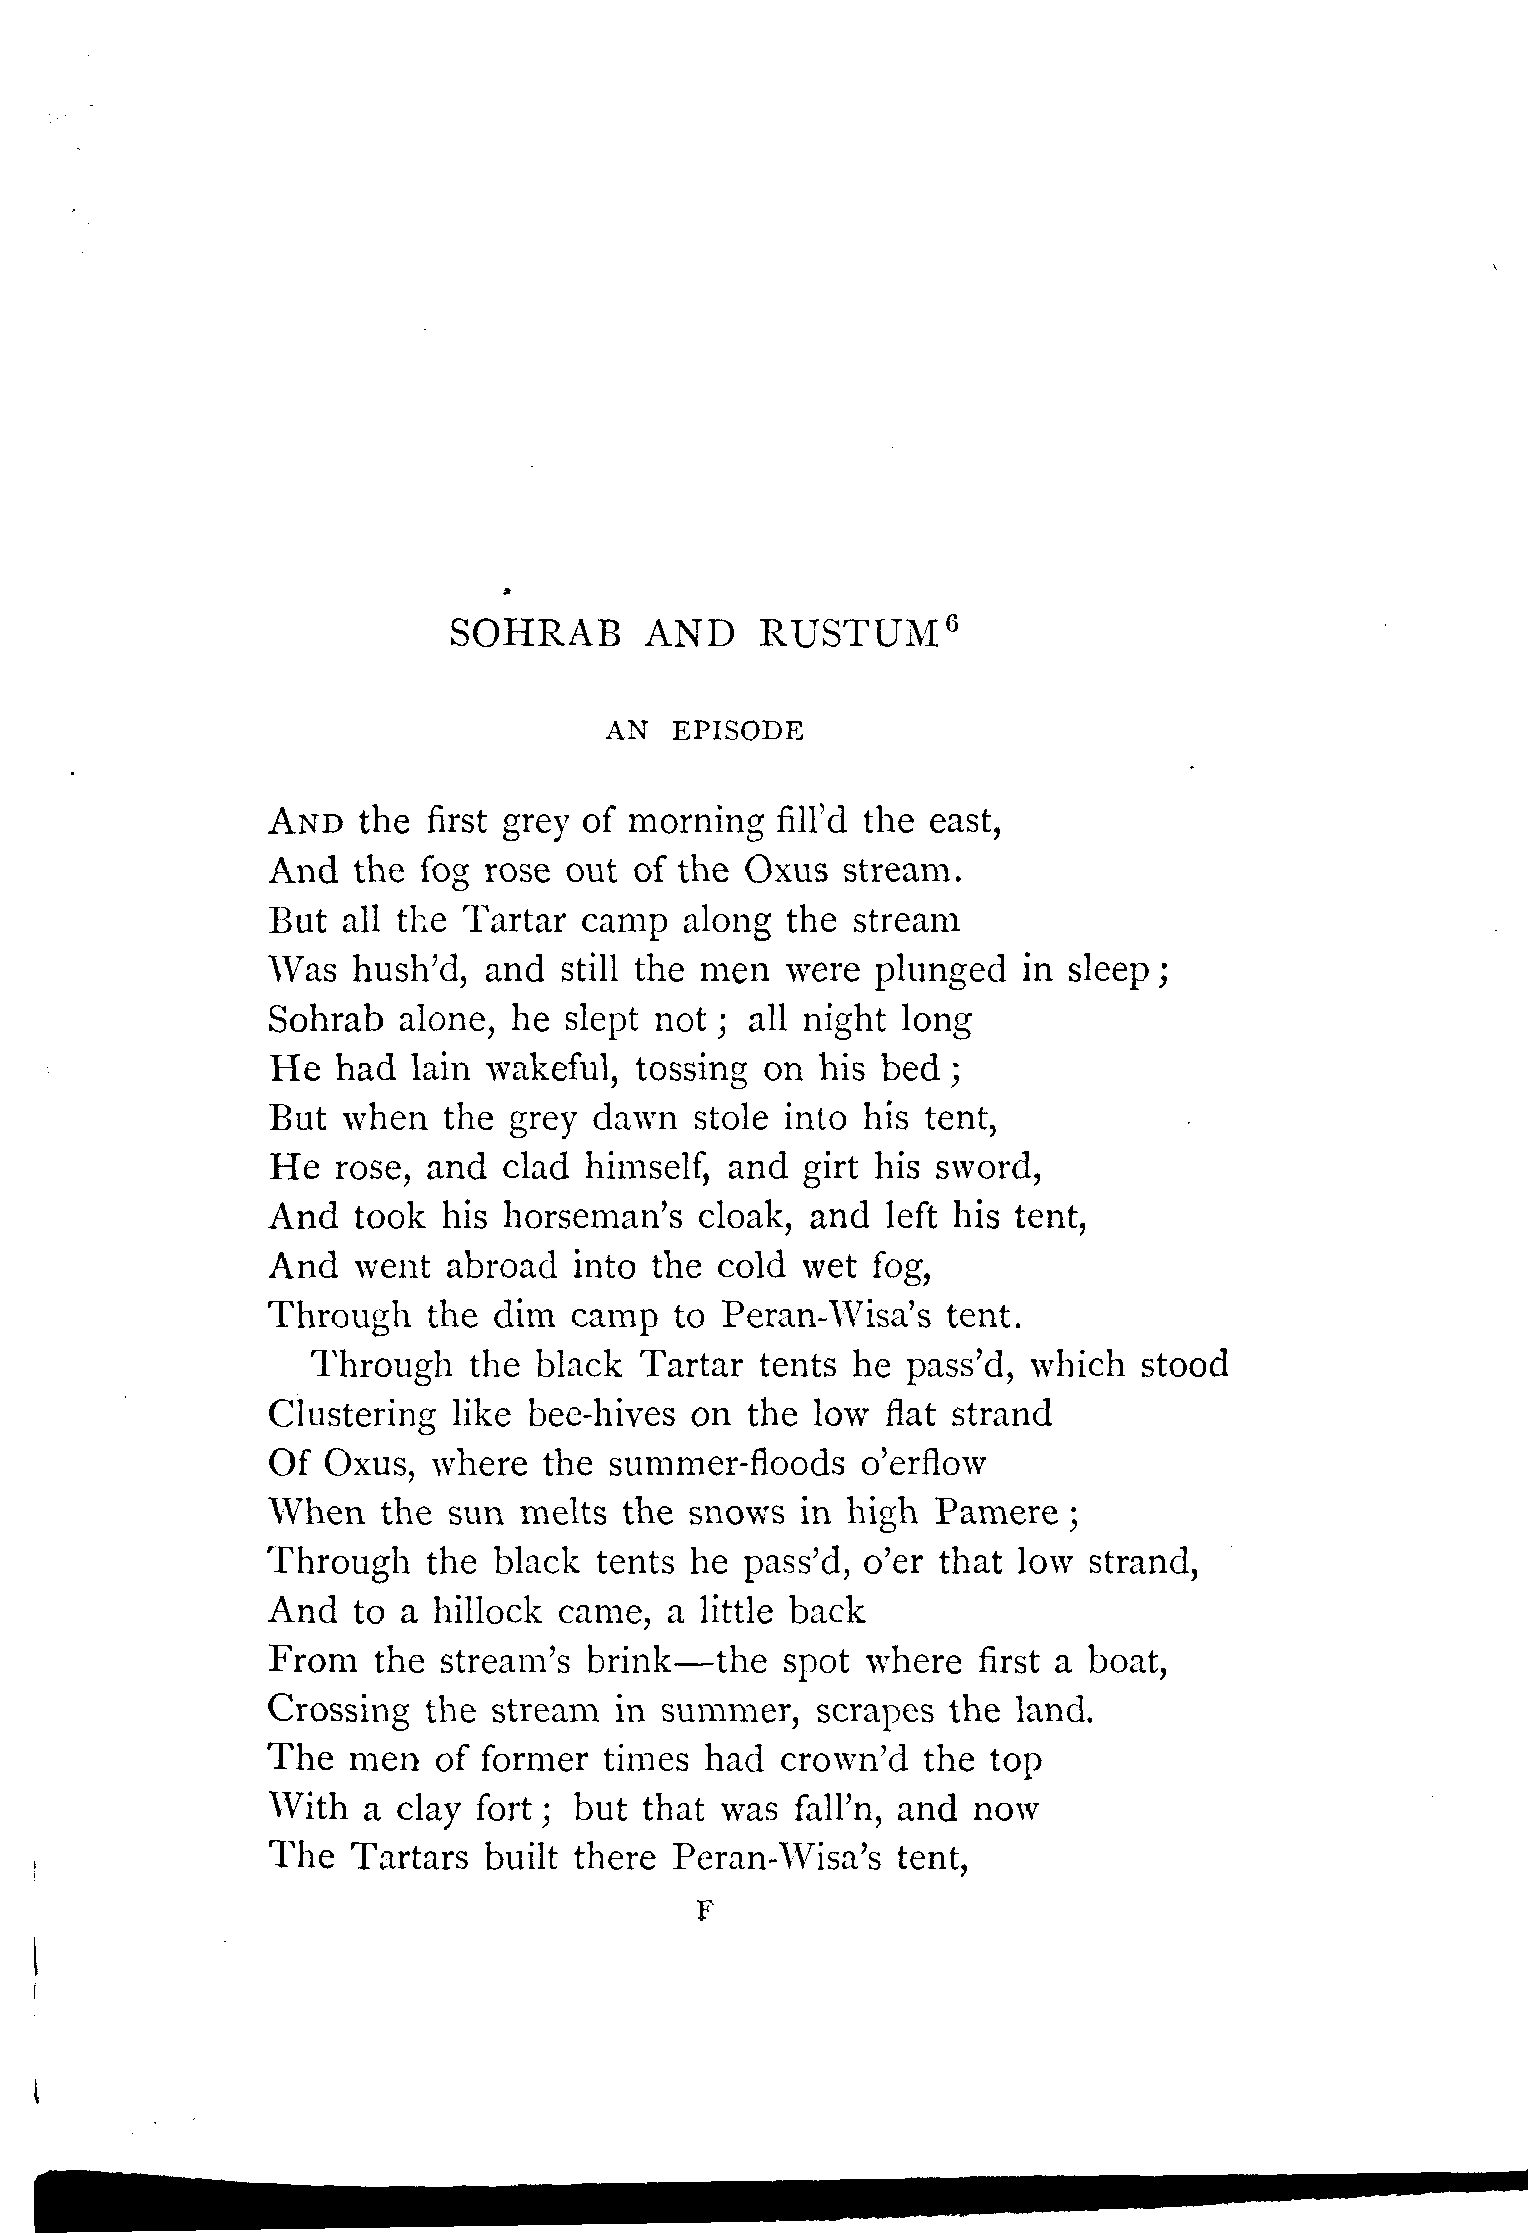 SOHRAB AND RUSTUM⁶
AN EPISODE
AND the first grey of morning fill'd the east,
And the fog rose out of the Oxus stream.
But all the Tartar camp along the stream
Was hush'd, and still the men were plunged in sleep;
Sohrab alone, he slept not; all night long
He had lain wakeful, tossing on his bed;
But when the grey dawn stole into his tent,
He rose, and clad himself, and girt his sword,
And took his horseman's cloak, and left his tent,
And went abroad into the cold wet fog,
Through the dim camp to Peran-Wisa's tent.
Through the black Tartar tents he pass'd, which stood
Clustering like bee-hives on the low flat strand
Of Oxus, where the summer-floods o'erflow
When the sun melts the snows in high Pamere;
Through the black tents he pass'd, o'er that low strand,
And to a hillock came, a little back
From the stream's brink—the spot where first a boat,
Crossing the stream in summer, scrapes the land.
The men of former times had crown'd the top
With a clay fort; but that was fall'n, and now
The Tartars built there Peran-Wisa's tent,
F